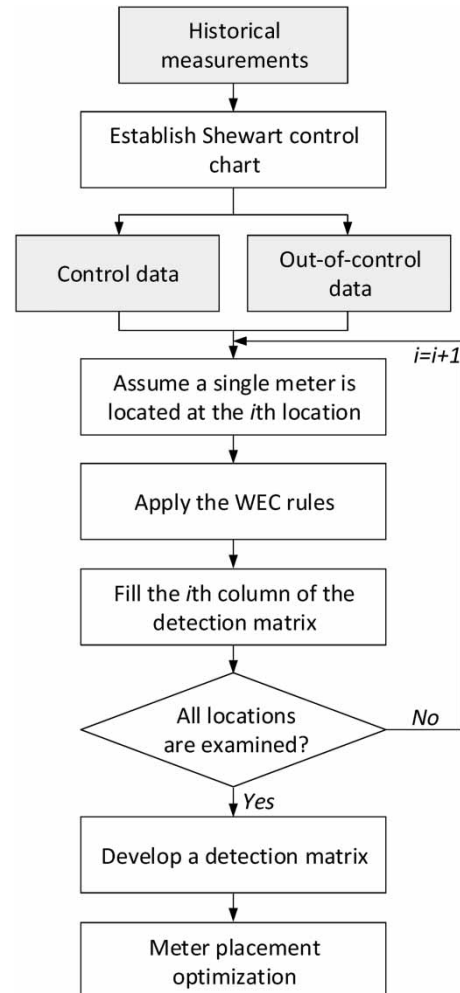 Historical
measurements
Establish Shewart control
chart
Control data
Out-of-control
data
i=i+1
Assume a single meter is
located at the ith location
Apply the WEC rules
Fill the ith column of the
detection matrix
All locations
are examined?
No
Yes
Develop a detection matrix
Meter placement
optimization